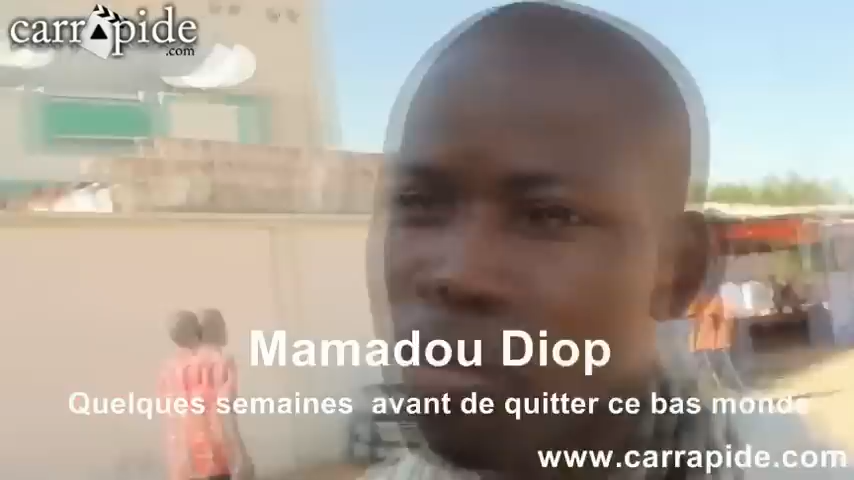 carrapide
.com
Mamadou Diop
Quelques semaines avant de quitter ce bas monde
www.carrapide.com